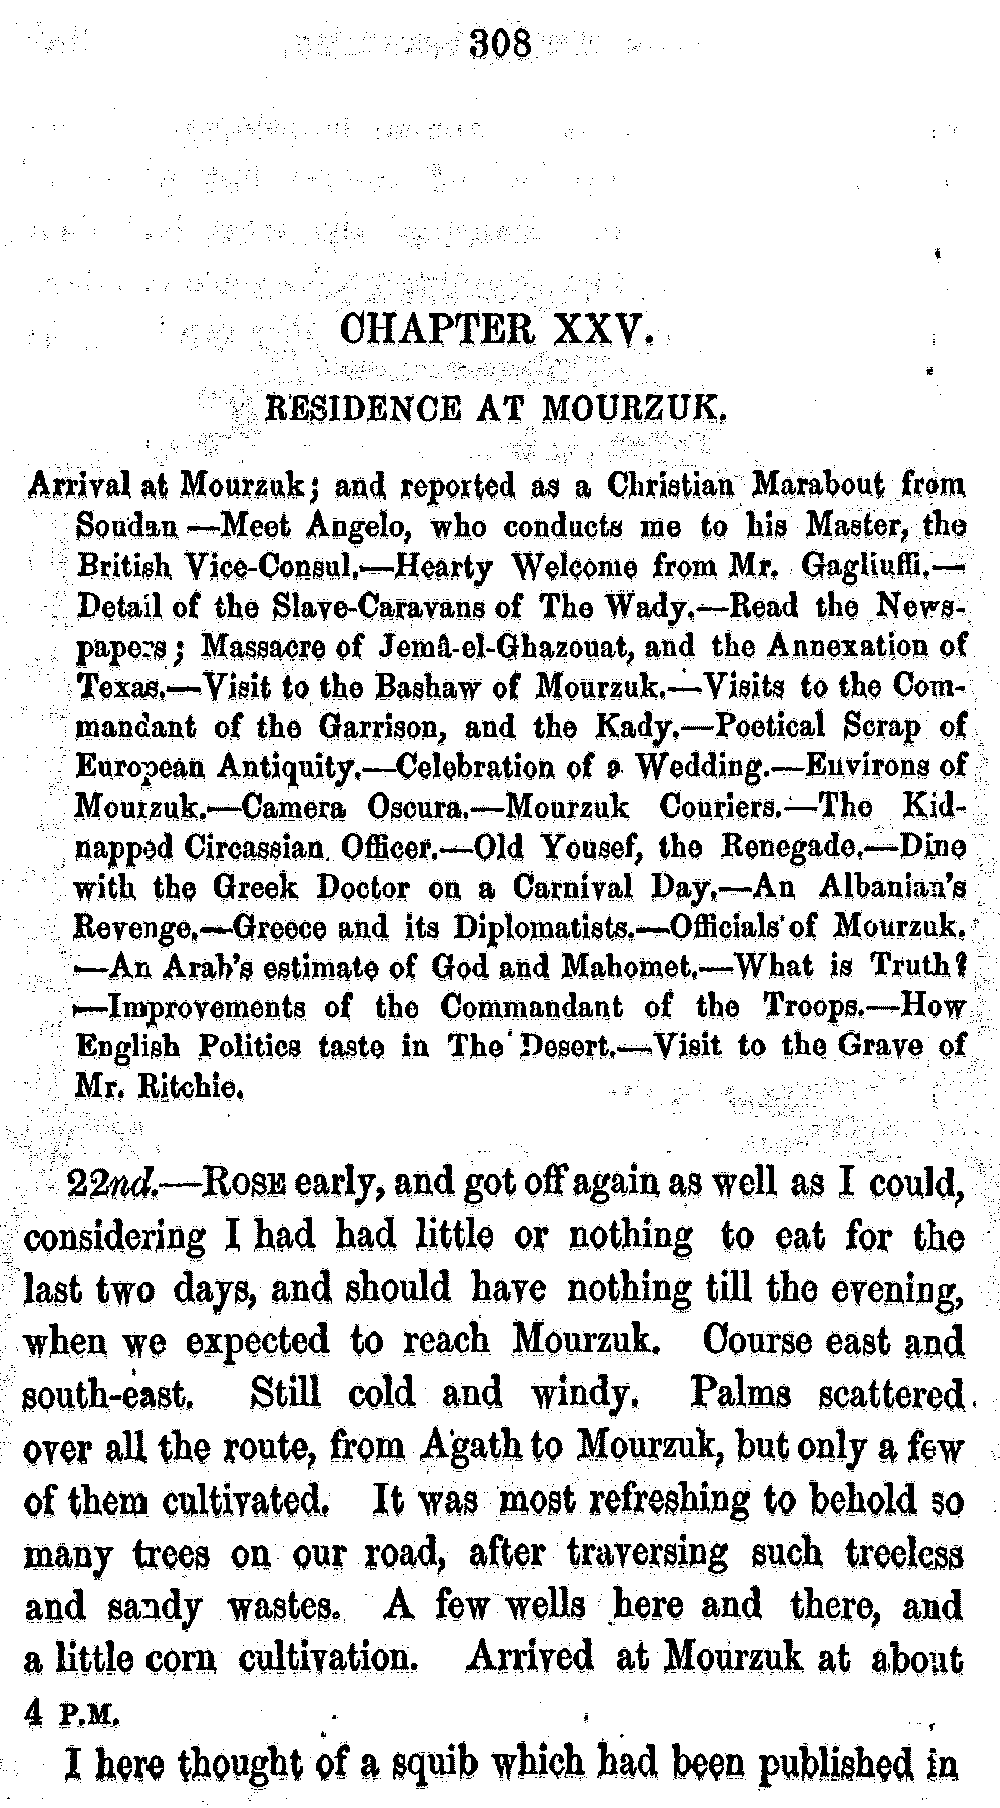 308
CHAPTER XXV.
RESIDENCE AT MOURZUK.
Arrival at Mourzuk; and reported as a Christian Marabout from
Soudan —Meet Angelo, who conducts me to his Master, the
British Vice-Consul.—Hearty Welcome from Mr. Gagliuffi.—
Detail of the Slave-Caravans of The Wady.—Read the News-
papers; Massacre of Jemâ-el-Ghazouat, and the Annexation of
Texas.—Visit to the Bashaw of Mourzuk.—Visits to the Com-
mandant of the Garrison, and the Kady.—Poetical Scrap of
European Antiquity.—Celebration of a Wedding.—Environs of
Mourzuk.—Camera Oscura.—Mourzuk Couriers.—The Kid-
napped Circassian Officer.—Old Yousef, the Renegade.—Dine
with the Greek Doctor on a Carnival Day.—An Albanian's
Revenge.—Greece and its Diplomatists.—Officials of Mourzuk.
—An Arab's estimate of God and Mahomet.—What is Truth?
—Improvements of the Commandant of the Troops.—How
English Politics taste in The Desert.—Visit to the Grave of
Mr. Ritchie.
22nd.—ROSE early, and got off again as well as I could,
considering I had had little or nothing to eat for the
last two days, and should have nothing till the evening,
when we expected to reach Mourzuk. Course east and
south-east. Still cold and windy. Palms scattered
over all the route, from Agath to Mourzuk, but only a few
of them cultivated. It was most refreshing to behold so
many trees on our road, after traversing such treeless
and sandy wastes. A few wells here and there, and
a little corn cultivation. Arrived at Mourzuk at about
4 P.M.
I here thought of a squib which had been published in